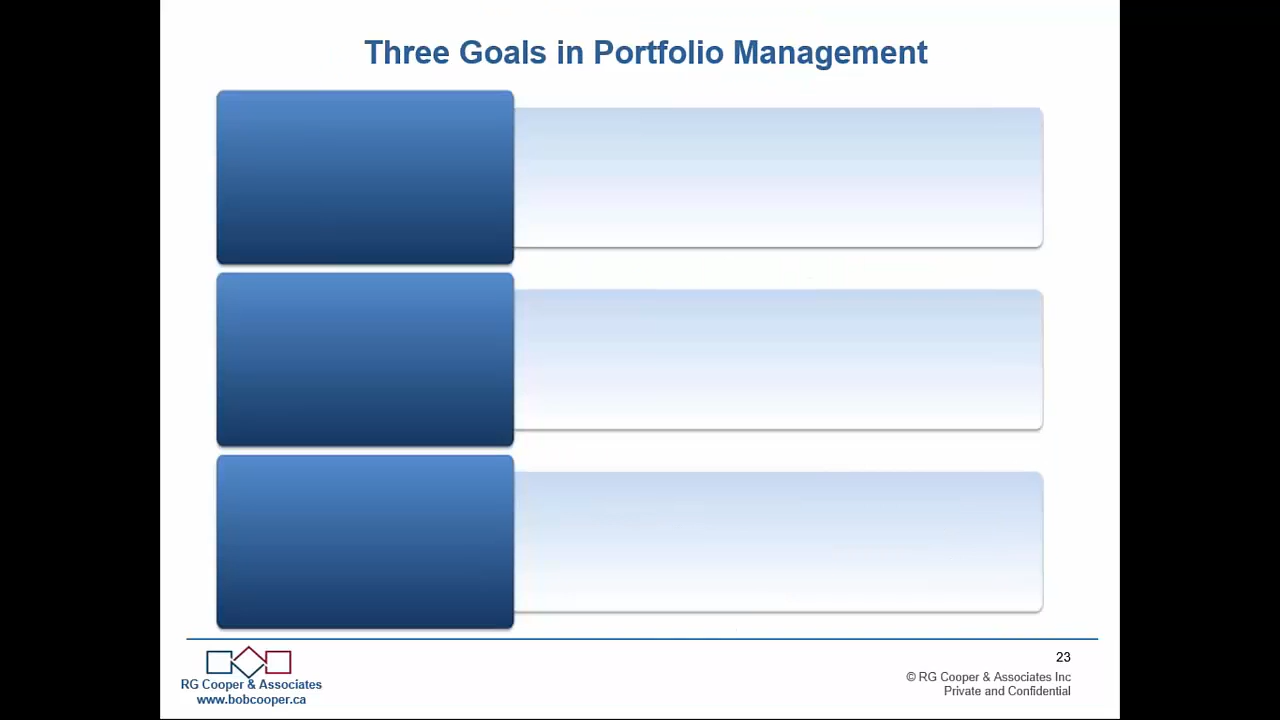 Three Goals in Portfolio Management
RG Cooper & Associates
www.bobcooper.ca
23
© RG Cooper & Associates Inc
Private and Confidential